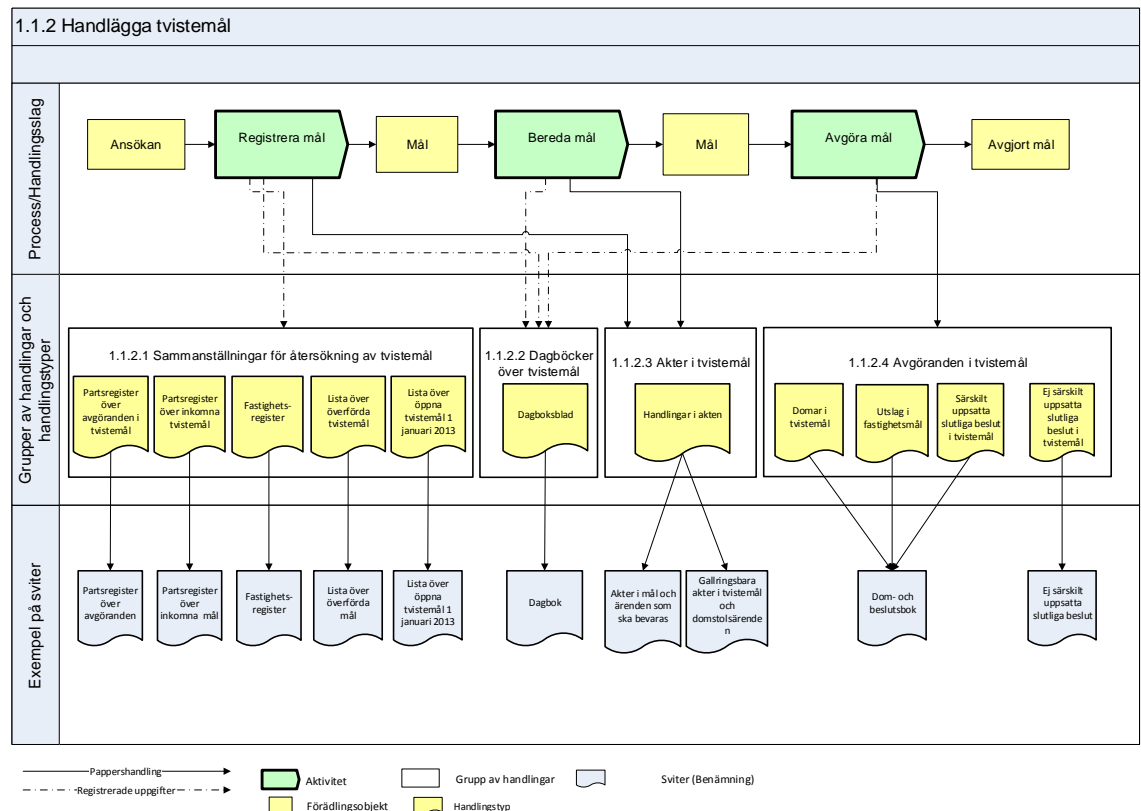 1.1.2 Handlägga tvistemål
Process/Handlingsslag
Ansökan
Registrera mål
Mål
Bereda mål
Mål
Avgöra mål
Avgjort mål
Grupper av handlingar och
handlingstyper
1.1.2.1 Sammanställningar för återsökning av tvistemål
Partsregister
över
avgöranden i
tvistemål
Partsregister
över inkomna
tvistemål
Fastighets-
register
Lista över
överförda
tvistemål
Lista över
öppna
tvistemål 1
januari 2013
1.1.2.2 Dagböcker
över tvistemål
Dagboksblad
1.1.2.3 Akter i tvistemål
Handlingar i akten
1.1.2.4 Avgöranden i tvistemål
Domar i
tvistemål
Utslag i
fastighetsmål
Särskilt
uppsatta
slutliga beslut
i tvistemål
Ej särskilt
uppsatta
slutliga
beslut i
tvistemål
Exempel på sviter
Partsregister
över
avgöranden
Partsregister
över
inkomna mål
Fastighets-
register
Lista över
överförda
mål
Lista över
öppna
tvistemål 1
januari 2013
Dagbok
Akter i mål och
ärenden som
ska bevaras
Gallringsbara
akter i tvistemål
och
domstolsärende
n
Dom- och
beslutsbok
Ej särskilt
uppsatta
slutliga beslut
Pappershandling
Registrerade uppgifter
Aktivitet
Grupp av handlingar
Sviter (Benämning)
Förädlingsobjekt
Handlingstyp